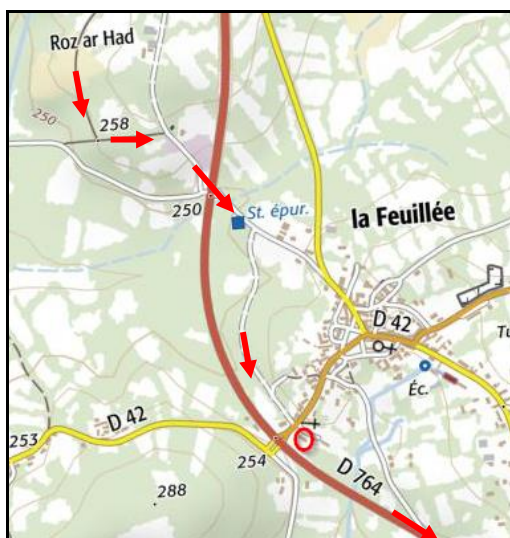 Roz ar Had
258
250
250
St. épur.
la Feuillée
D 42
Tu
Éc.
D 42
253
254
D 764
288